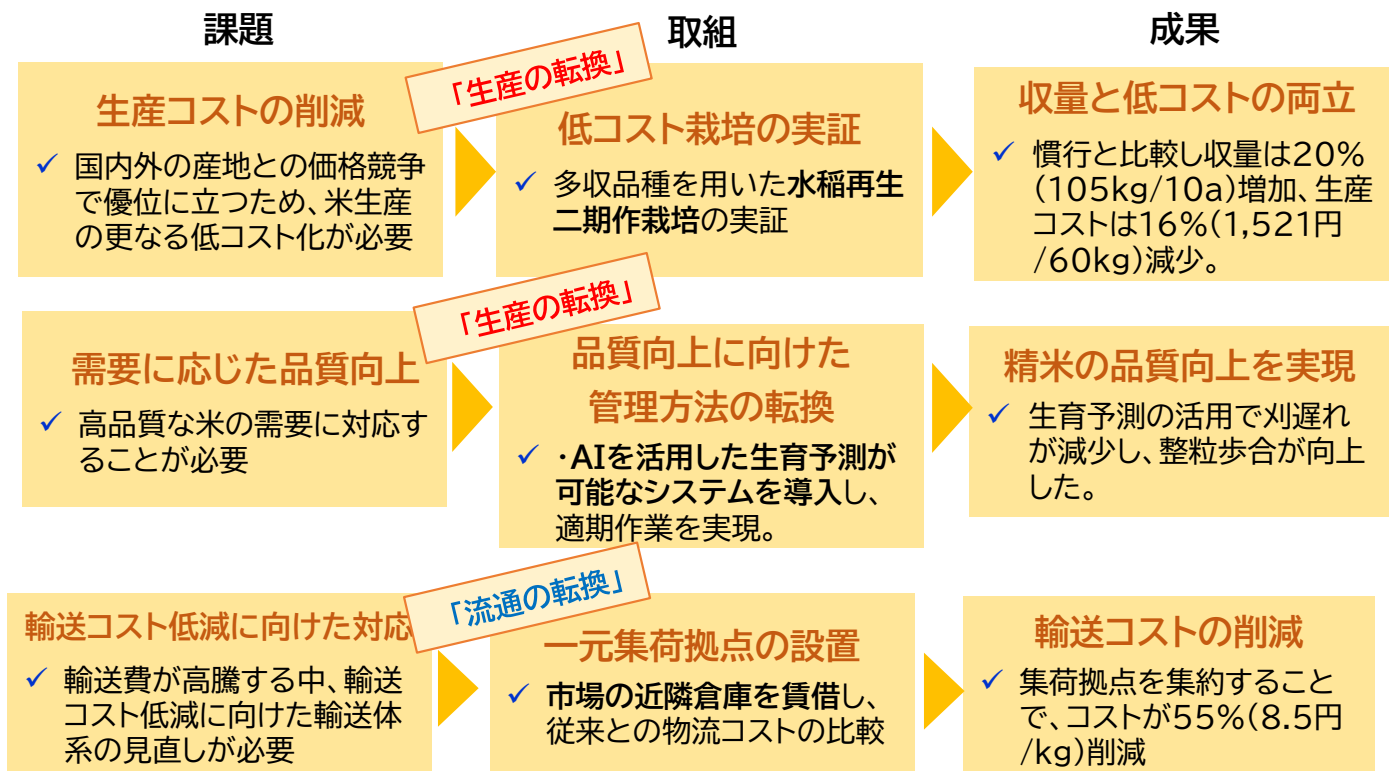 課題
取組
成果
生産コストの削減
✓ 国内外の産地との価格競争
で優位に立つため、米生産
の更なる低コスト化が必要
「生産の転換」
低コスト栽培の実証
✓ 多収品種を用いた水稲再生
二期作栽培の実証
収量と低コストの両立
✓ 慣行と比較し収量は20%
(105kg/10a)増加、生産
コストは16%(1,521円
/60kg)減少。
需要に応じた品質向上
✓ 高品質な米の需要に対応す
ることが必要
「生産の転換」
品質向上に向けた
管理方法の転換
✓ ・AIを活用した生育予測が
可能なシステムを導入し、
適期作業を実現。
精米の品質向上を実現
✓ 生育予測の活用で刈遅れ
が減少し、整粒歩合が向上
した。
輸送コスト低減に向けた対応
✓ 輸送費が高騰する中、輸送
コスト低減に向けた輸送体
系の見直しが必要
「流通の転換」
一元集荷拠点の設置
✓ 市場の近隣倉庫を賃借し、
従来との物流コストの比較
輸送コストの削減
✓ 集荷拠点を集約すること
で、コストが55%(8.5円
/kg)削減